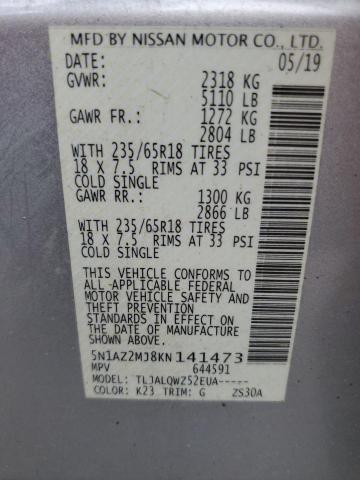 MFD BY NISSAN MOTOR CO., LTD.
DATE: 05/19
GVWR: 2318 KG
5110 LB
GAWR FR.: 1272 KG
2804 LB
WITH 235/65R18 TIRES
18 X 7.5 RIMS AT 33 PSI
COLD SINGLE
GAWR RR.: 1300 KG
2866 LB
WITH 235/65R18 TIRES
18 X 7.5 RIMS AT 33 PSI
COLD SINGLE
THIS VEHICLE CONFORMS TO
ALL APPLICABLE FEDERAL
MOTOR VEHICLE SAFETY AND
THEFT PREVENTION
STANDARDS IN EFFECT ON
THE DATE OF MANUFACTURE
SHOWN ABOVE
5N1AZ2MJ8KN141473
MPV 644591
MODEL: TLJALQWZ52EUA-----
COLOR: K23 TRIM: G ZS30A